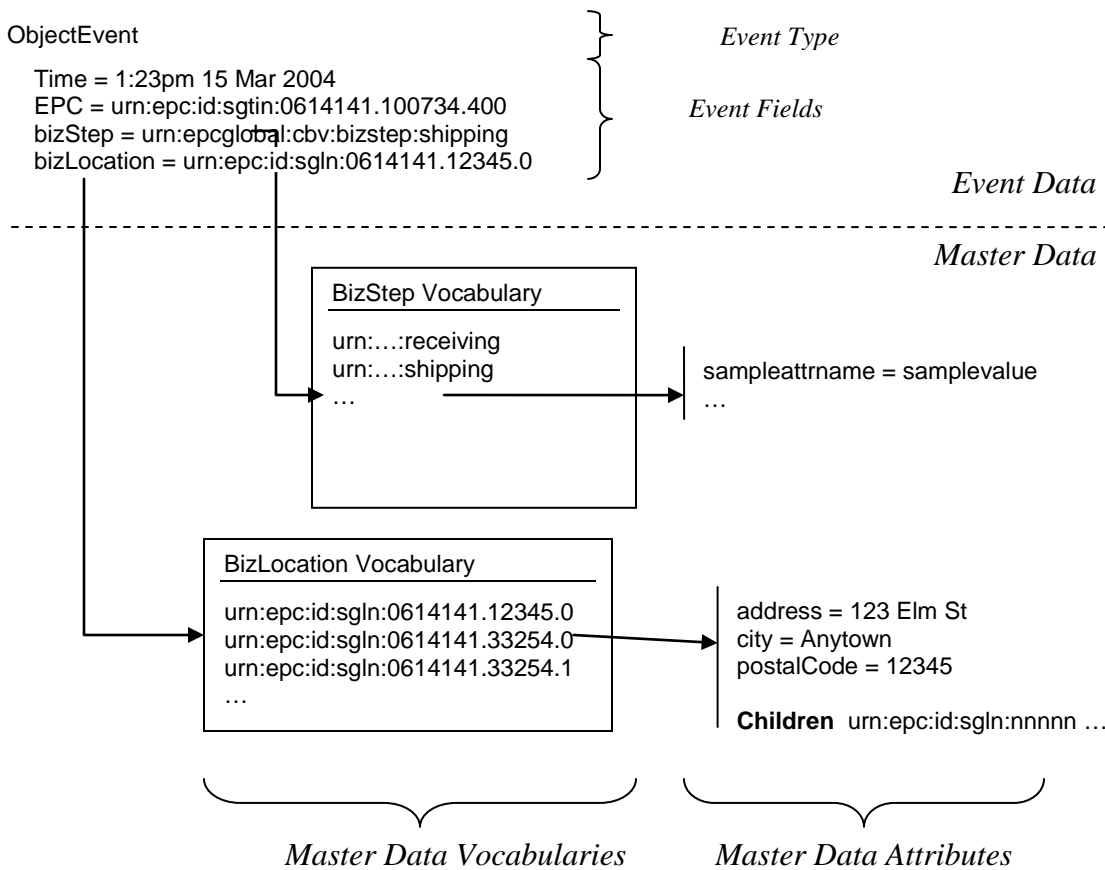 ObjectEvent
Event Type
Time = 1:23pm 15 Mar 2004
EPC = urn:epc:id:sgtin:0614141.100734.400
bizStep = urn:epcglobal:cbv:bizstep:shipping
bizLocation = urn:epc:id:sgln:0614141.12345.0
Event Fields
Event Data
Master Data
BizStep Vocabulary
urn:…:receiving
urn:…:shipping
…
sampleattrname = samplevalue
…
BizLocation Vocabulary
urn:epc:id:sgln:0614141.12345.0
urn:epc:id:sgln:0614141.33254.0
urn:epc:id:sgln:0614141.33254.1
…
address = 123 Elm St
city = Anytown
postalCode = 12345
Children urn:epc:id:sgln:nnnnn …
Master Data Vocabularies
Master Data Attributes